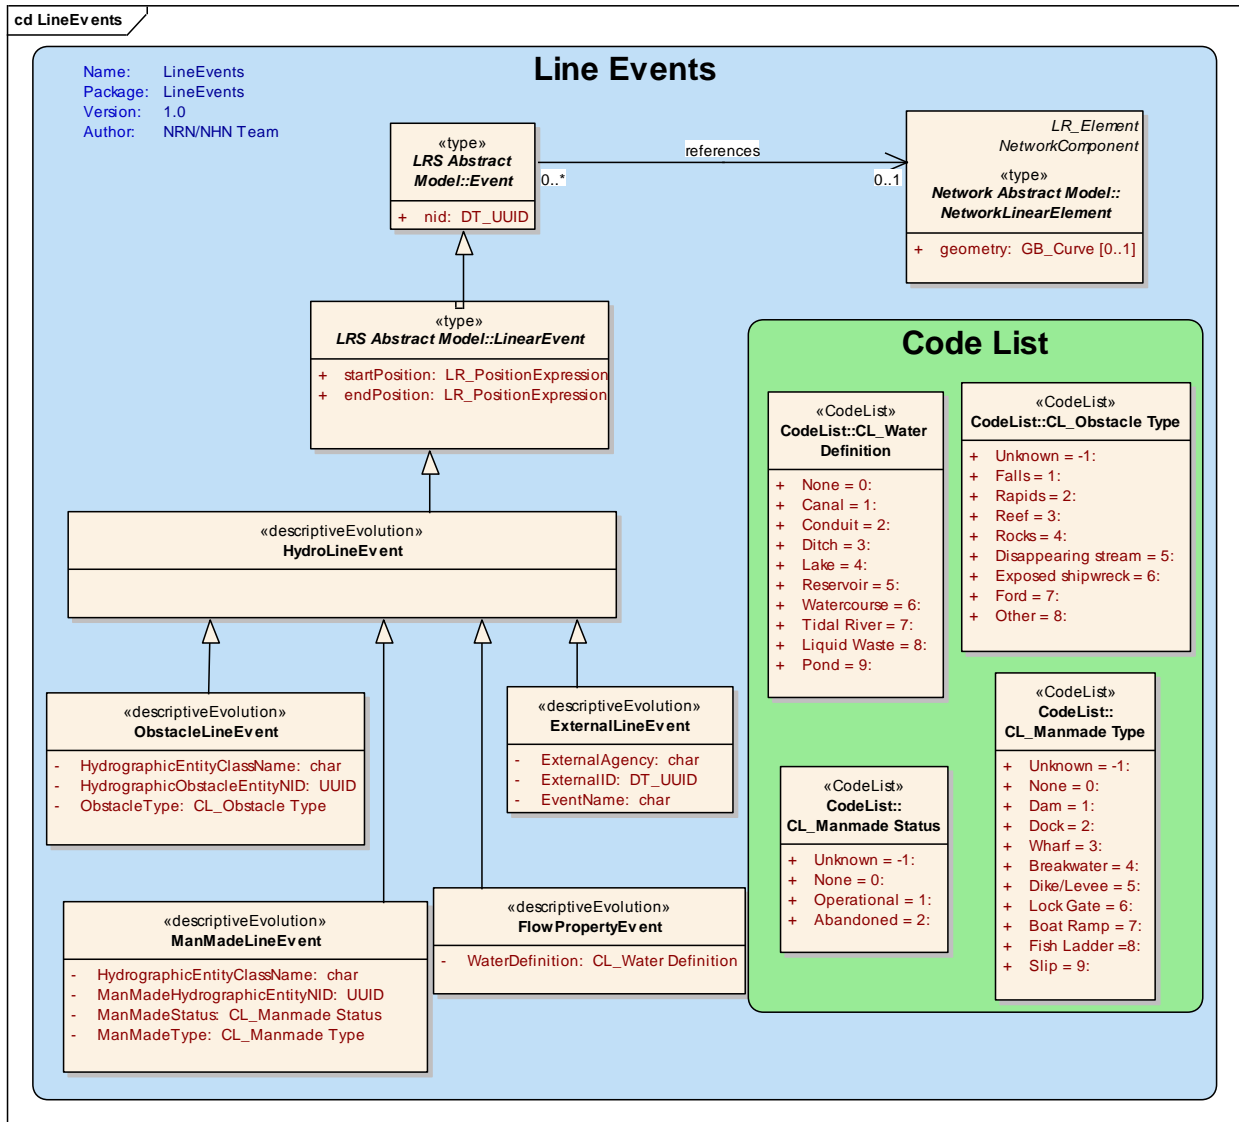 cd LineEvents
Line Events
Name: LineEvents
Package: LineEvents
Version: 1.0
Author: NRN/NHN Team
«type»
LRS Abstract
Model::Event
+ nid: DT_UUID
references
0..*
0..1
LR_Element
NetworkComponent
«type»
Network Abstract Model::
NetworkLinearElement
+ geometry: GB_Curve [0..1]
«type»
LRS Abstract Model::LinearEvent
+ startPosition: LR_PositionExpression
+ endPosition: LR_PositionExpression
«descriptiveEvolution»
HydroLineEvent
«descriptiveEvolution»
ObstacleLineEvent
- HydrographicEntityClassName: char
- HydrographicObstacleEntityNID: UUID
- ObstacleType: CL_Obstacle Type
«descriptiveEvolution»
ExternalLineEvent
- ExternalAgency: char
- ExternalID: DT_UUID
- EventName: char
«descriptiveEvolution»
ManMadeLineEvent
- HydrographicEntityClassName: char
- ManMadeHydrographicEntityNID: UUID
- ManMadeStatus: CL_Manmade Status
- ManMadeType: CL_Manmade Type
«descriptiveEvolution»
FlowPropertyEvent
- WaterDefinition: CL_Water Definition
Code List
«CodeList»
CodeList::CL_Water
Definition
+ None = 0:
+ Canal = 1:
+ Conduit = 2:
+ Ditch = 3:
+ Lake = 4:
+ Reservoir = 5:
+ Watercourse = 6:
+ Tidal River = 7:
+ Liquid Waste = 8:
+ Pond = 9:
«CodeList»
CodeList::CL_Obstacle Type
+ Unknown = -1:
+ Falls = 1:
+ Rapids = 2:
+ Reef = 3:
+ Rocks = 4:
+ Disappearing stream = 5:
+ Exposed shipwreck = 6:
+ Ford = 7:
+ Other = 8:
«CodeList»
CodeList::
CL_Manmade Status
+ Unknown = -1:
+ None = 0:
+ Operational = 1:
+ Abandoned = 2:
«CodeList»
CodeList::
CL_Manmade Type
+ Unknown = -1:
+ None = 0:
+ Dam = 1:
+ Dock = 2:
+ Wharf = 3:
+ Breakwater = 4:
+ Dike/Levee = 5:
+ Lock Gate = 6:
+ Boat Ramp = 7:
+ Fish Ladder =8:
+ Slip = 9: